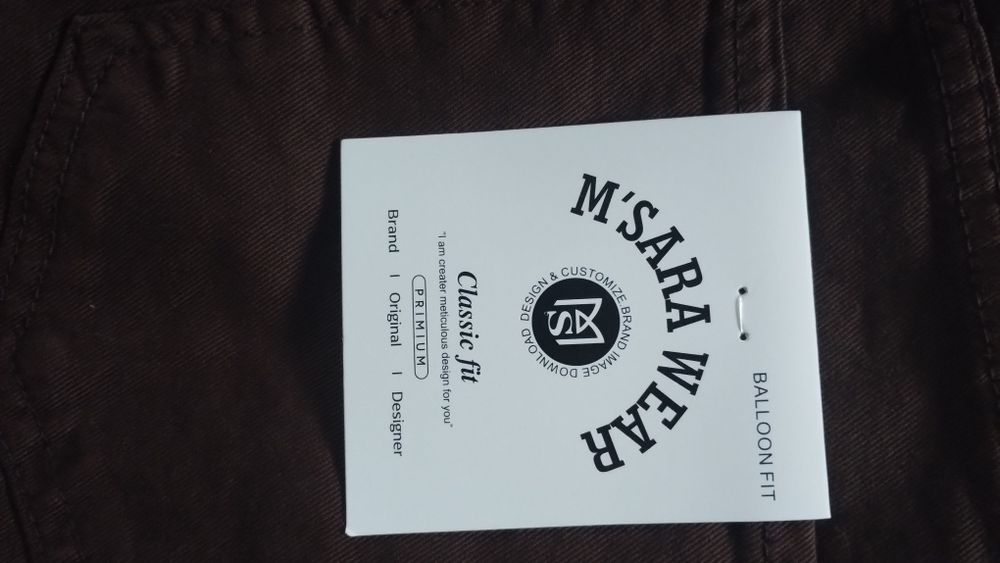 BALLOON FIT
M'SARA WEAR
DESIGN & CUSTOMIZE.BRAND IMAGE DOWNLOAD
MS
Classic fit
"I am creater meticulous design for you"
PRIMIUM
Brand I Original I Designer